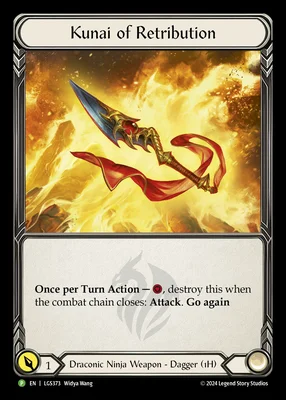 Kunai of Retribution
Once per Turn Action — , destroy this when
the combat chain closes: Attack. Go again
1
Draconic Ninja Weapon - Dagger (1H)
P EN | LGS373 Widya Wang
© 2024 Legend Story Studios